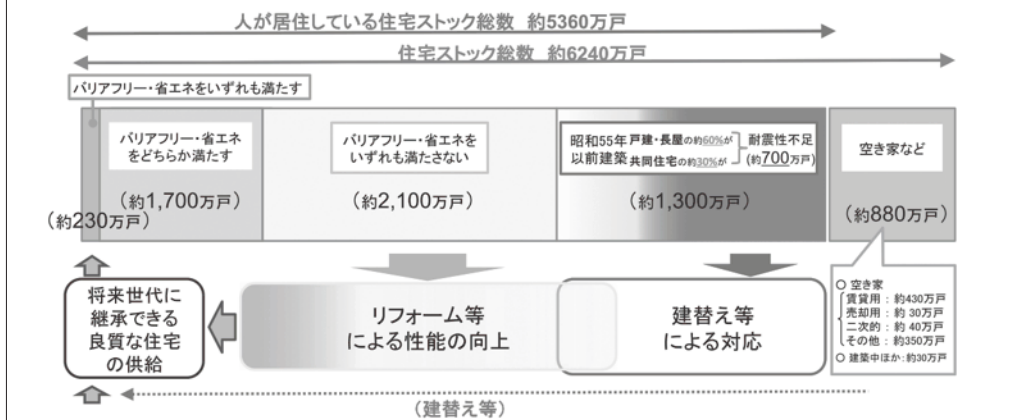 人が居住している住宅ストック総数 約5360万戸
住宅ストック総数 約6240万戸
バリアフリー・省エネをいずれも満たす
バリアフリー・省エネ
をどちらか満たす
バリアフリー・省エネを
いずれも満たさない
昭和55年 戸建・長屋の約60%が 耐震性不足
以前建築 共同住宅の約30%が (約700万戸)
空き家など
(約1,700万戸)
(約2,100万戸)
(約1,300万戸)
(約230万戸)
(約880万戸)
将来世代に
継承できる
良質な住宅
の供給
リフォーム等
による性能の向上
建替え等
による対応
○ 空き家
賃貸用：約430万戸
売却用：約 30万戸
二次的：約 40万戸
その他：約350万戸
○ 建築中ほか：約30万戸
(建替え等)